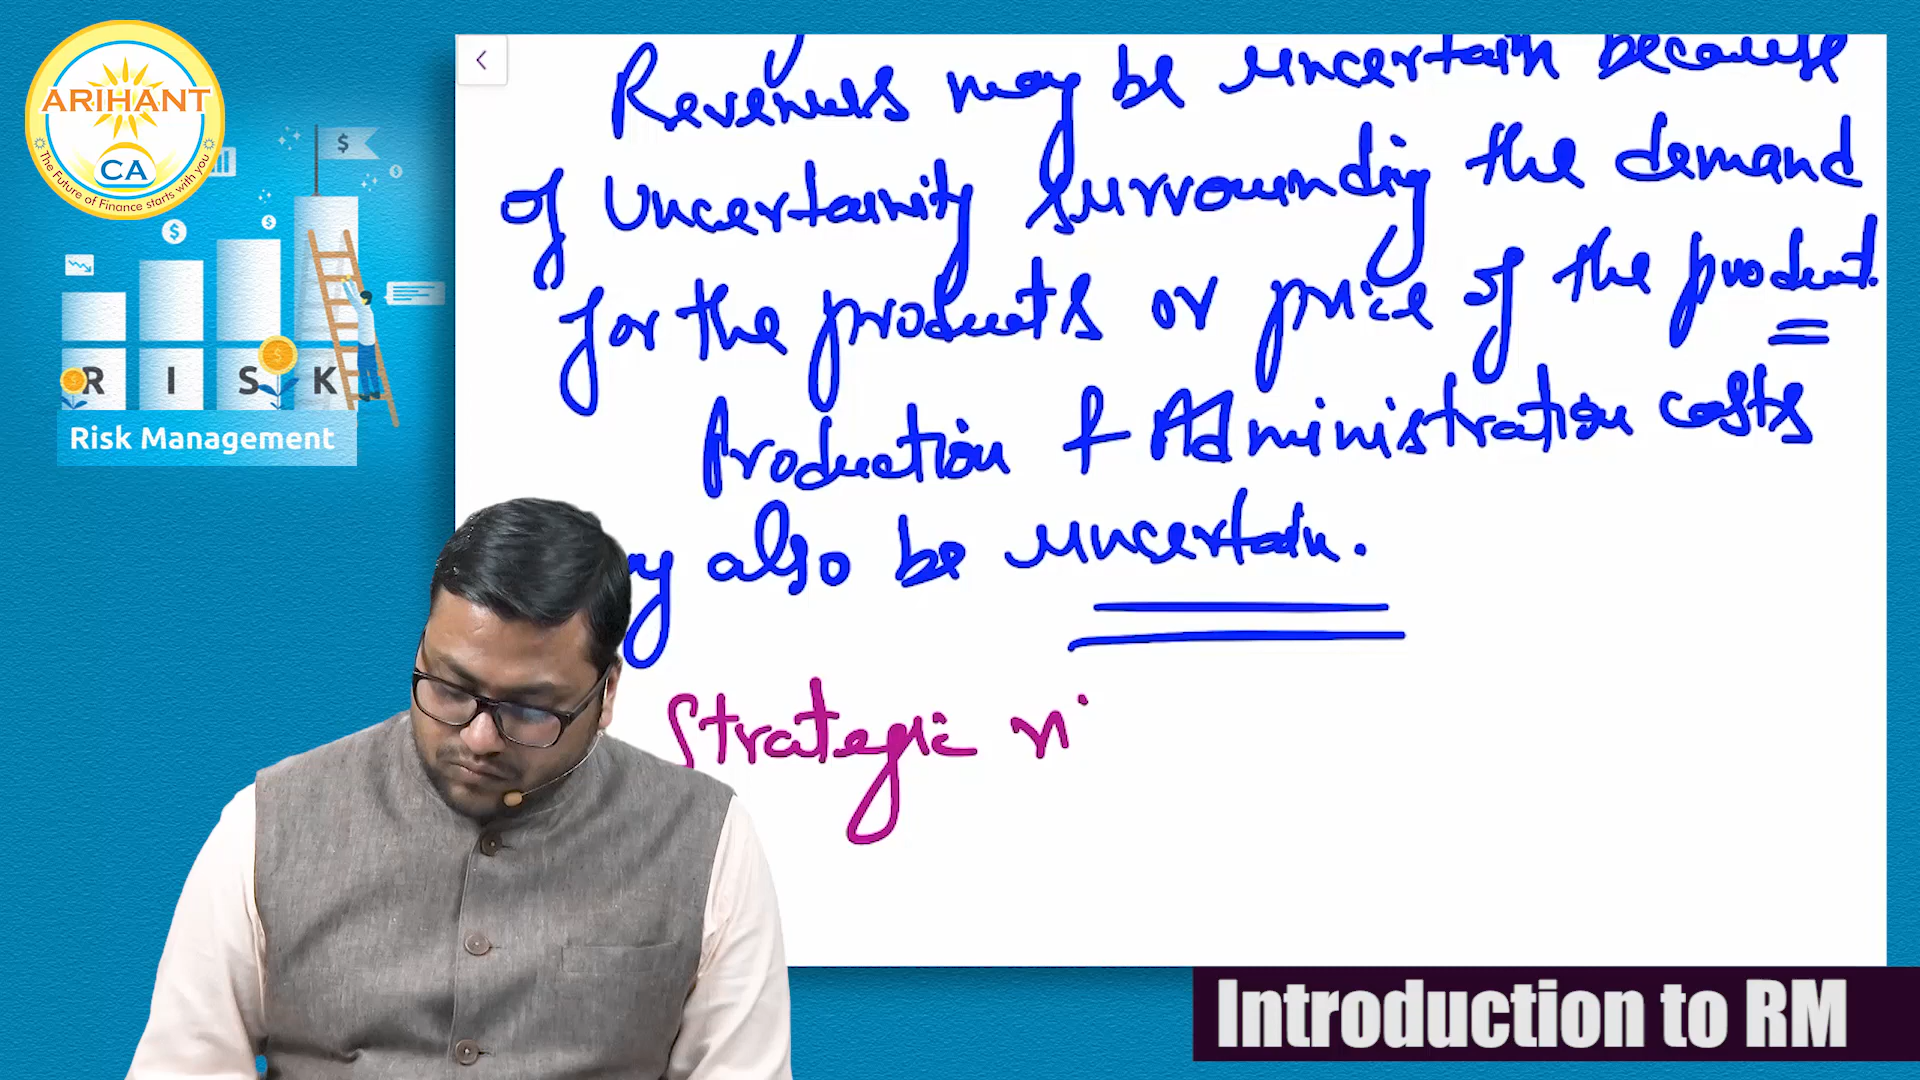 ARIHANT
CA
The Future of Finance starts with you
$
$
$
$
$
$
R I S K
Risk Management
Revenues may be uncertain because
of uncertainity surrounding the demand
for the products or price of the product.
Production & Administration costs
also be uncertain.
Strategic
Introduction to RM